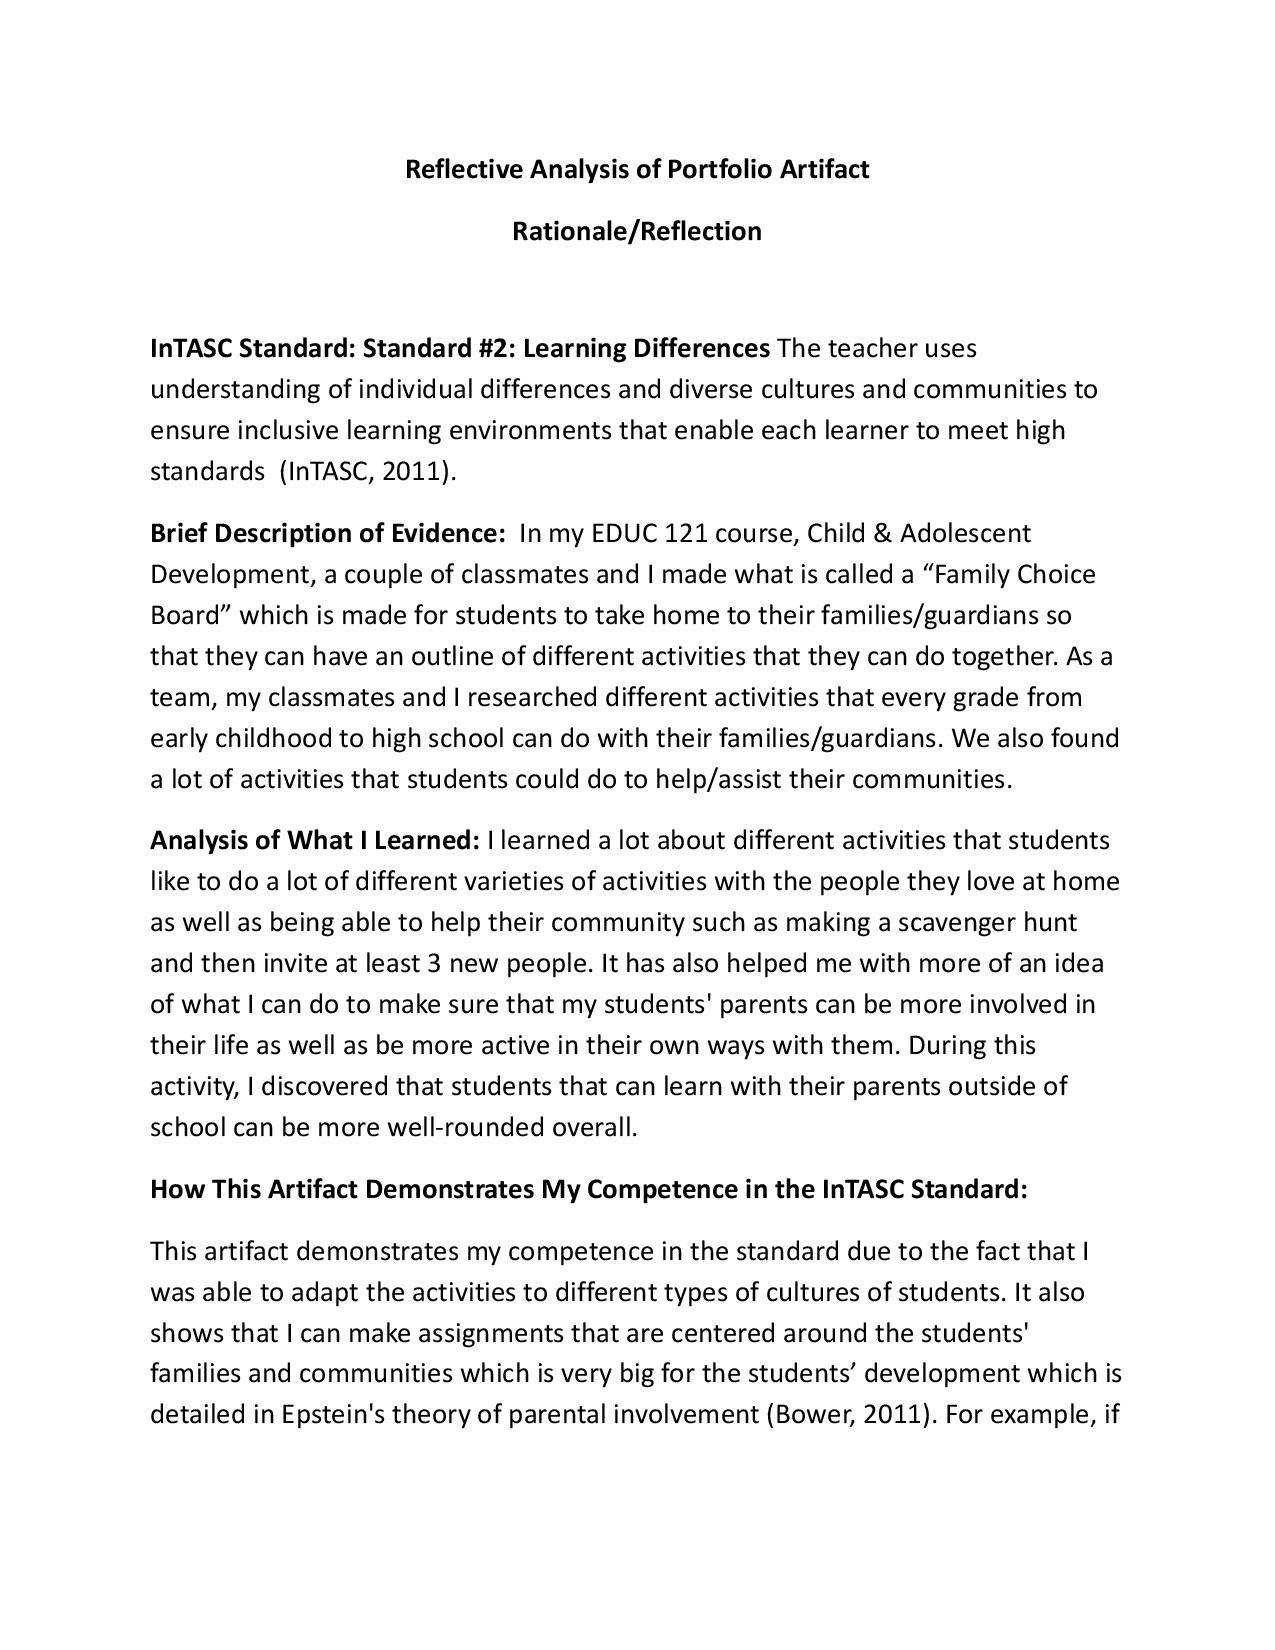 Reflective Analysis of Portfolio Artifact
Rationale/Reflection
InTASC Standard: Standard #2: Learning Differences The teacher uses
understanding of individual differences and diverse cultures and communities to
ensure inclusive learning environments that enable each learner to meet high
standards  (InTASC, 2011).
Brief Description of Evidence:  In my EDUC 121 course, Child & Adolescent
Development, a couple of classmates and I made what is called a “Family Choice
Board” which is made for students to take home to their families/guardians so
that they can have an outline of different activities that they can do together. As a
team, my classmates and I researched different activities that every grade from
early childhood to high school can do with their families/guardians. We also found
a lot of activities that students could do to help/assist their communities.
Analysis of What I Learned: I learned a lot about different activities that students
like to do a lot of different varieties of activities with the people they love at home
as well as being able to help their community such as making a scavenger hunt
and then invite at least 3 new people. It has also helped me with more of an idea
of what I can do to make sure that my students' parents can be more involved in
their life as well as be more active in their own ways with them. During this
activity, I discovered that students that can learn with their parents outside of
school can be more well-rounded overall.
How This Artifact Demonstrates My Competence in the InTASC Standard:
This artifact demonstrates my competence in the standard due to the fact that I
was able to adapt the activities to different types of cultures of students. It also
shows that I can make assignments that are centered around the students'
families and communities which is very big for the students’ development which is
detailed in Epstein's theory of parental involvement (Bower, 2011). For example, if